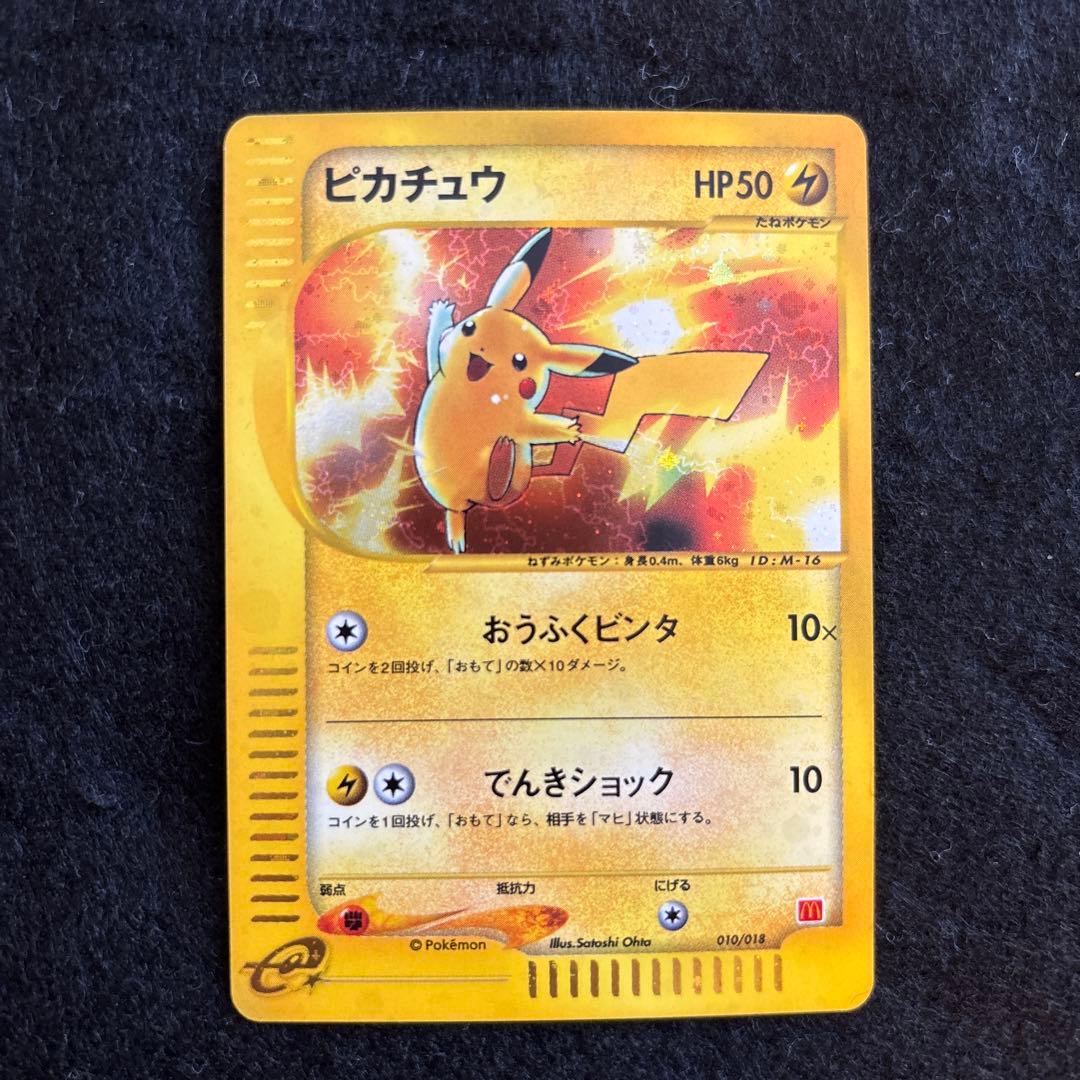 ピカチュウ HP50
たねポケモン
ねずみポケモン：身長0.4m、体重6kg ID:M-16
おうふくビンタ 10×
コインを2回投げ、「おもて」の数×10ダメージ。
でんきショック 10
コインを1回投げ、「おもて」なら、相手を「マヒ」状態にする。
弱点 抵抗力 にげる
©Pokémon Illus.Satoshi Ohta 010/018
e+